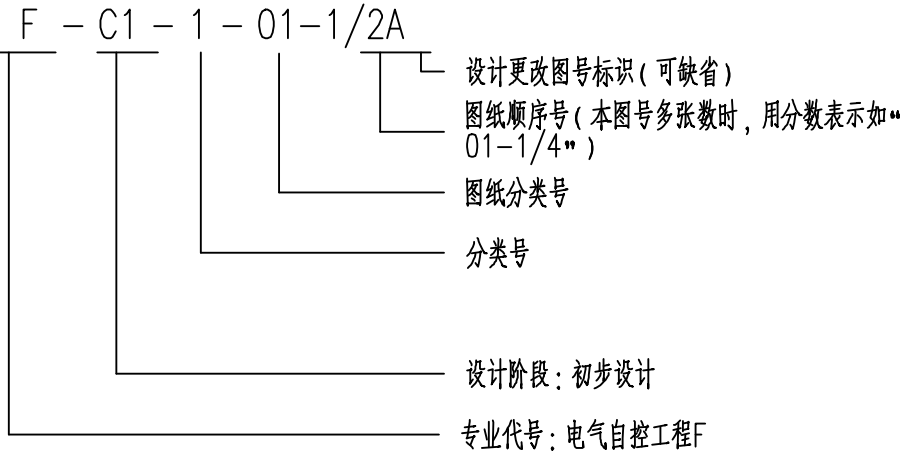 F - C1 - 1 - 01-1/2A
设计更改图号标识(可缺省)
图纸顺序号(本图号多张数时,用分数表示如“
01-1/4”)
图纸分类号
分类号
设计阶段:初步设计
专业代号:电气自控工程F